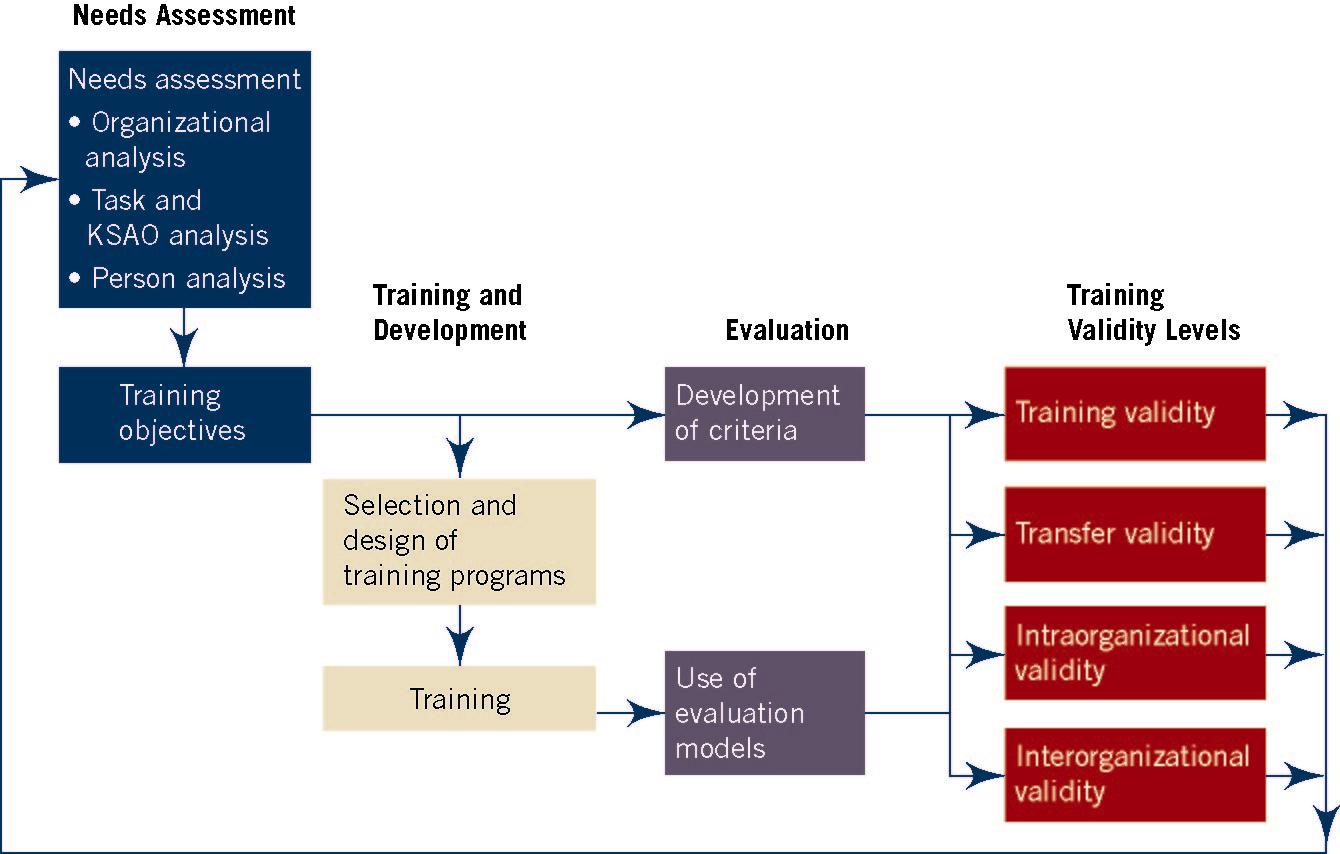 Needs Assessment
Needs assessment
• Organizational
analysis
• Task and
KSAO analysis
• Person analysis
Training
objectives
Training and
Development
Selection and
design of
training programs
Training
Evaluation
Development
of criteria
Use of
evaluation
models
Training
Validity Levels
Training validity
Transfer validity
Intraorganizational
validity
Interorganizational
validity